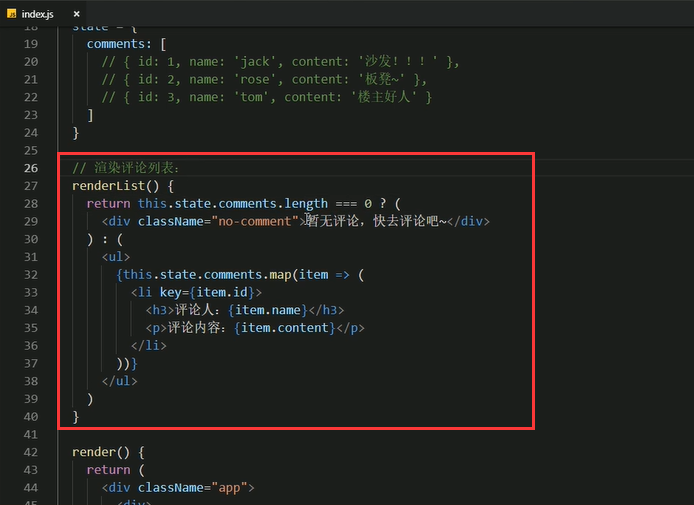 index.js ×
18 state = {
19 comments: [
20 // { id: 1, name: 'jack', content: '沙发!!!' },
21 // { id: 2, name: 'rose', content: '板凳~' },
22 // { id: 3, name: 'tom', content: '楼主好人' }
23 ]
24 }
25
26 // 渲染评论列表:
27 renderList() {
28 return this.state.comments.length === 0 ? (
29 <div className="no-comment">暂无评论，快去评论吧~</div>
30 ) : (
31 <ul>
32 {this.state.comments.map(item => (
33 <li key={item.id}>
34 <h3>评论人: {item.name}</h3>
35 <p>评论内容: {item.content}</p>
36 </li>
37 ))}
38 </ul>
39 )
40 }
41
42 render() {
43 return (
44 <div className="app">
45 <div>